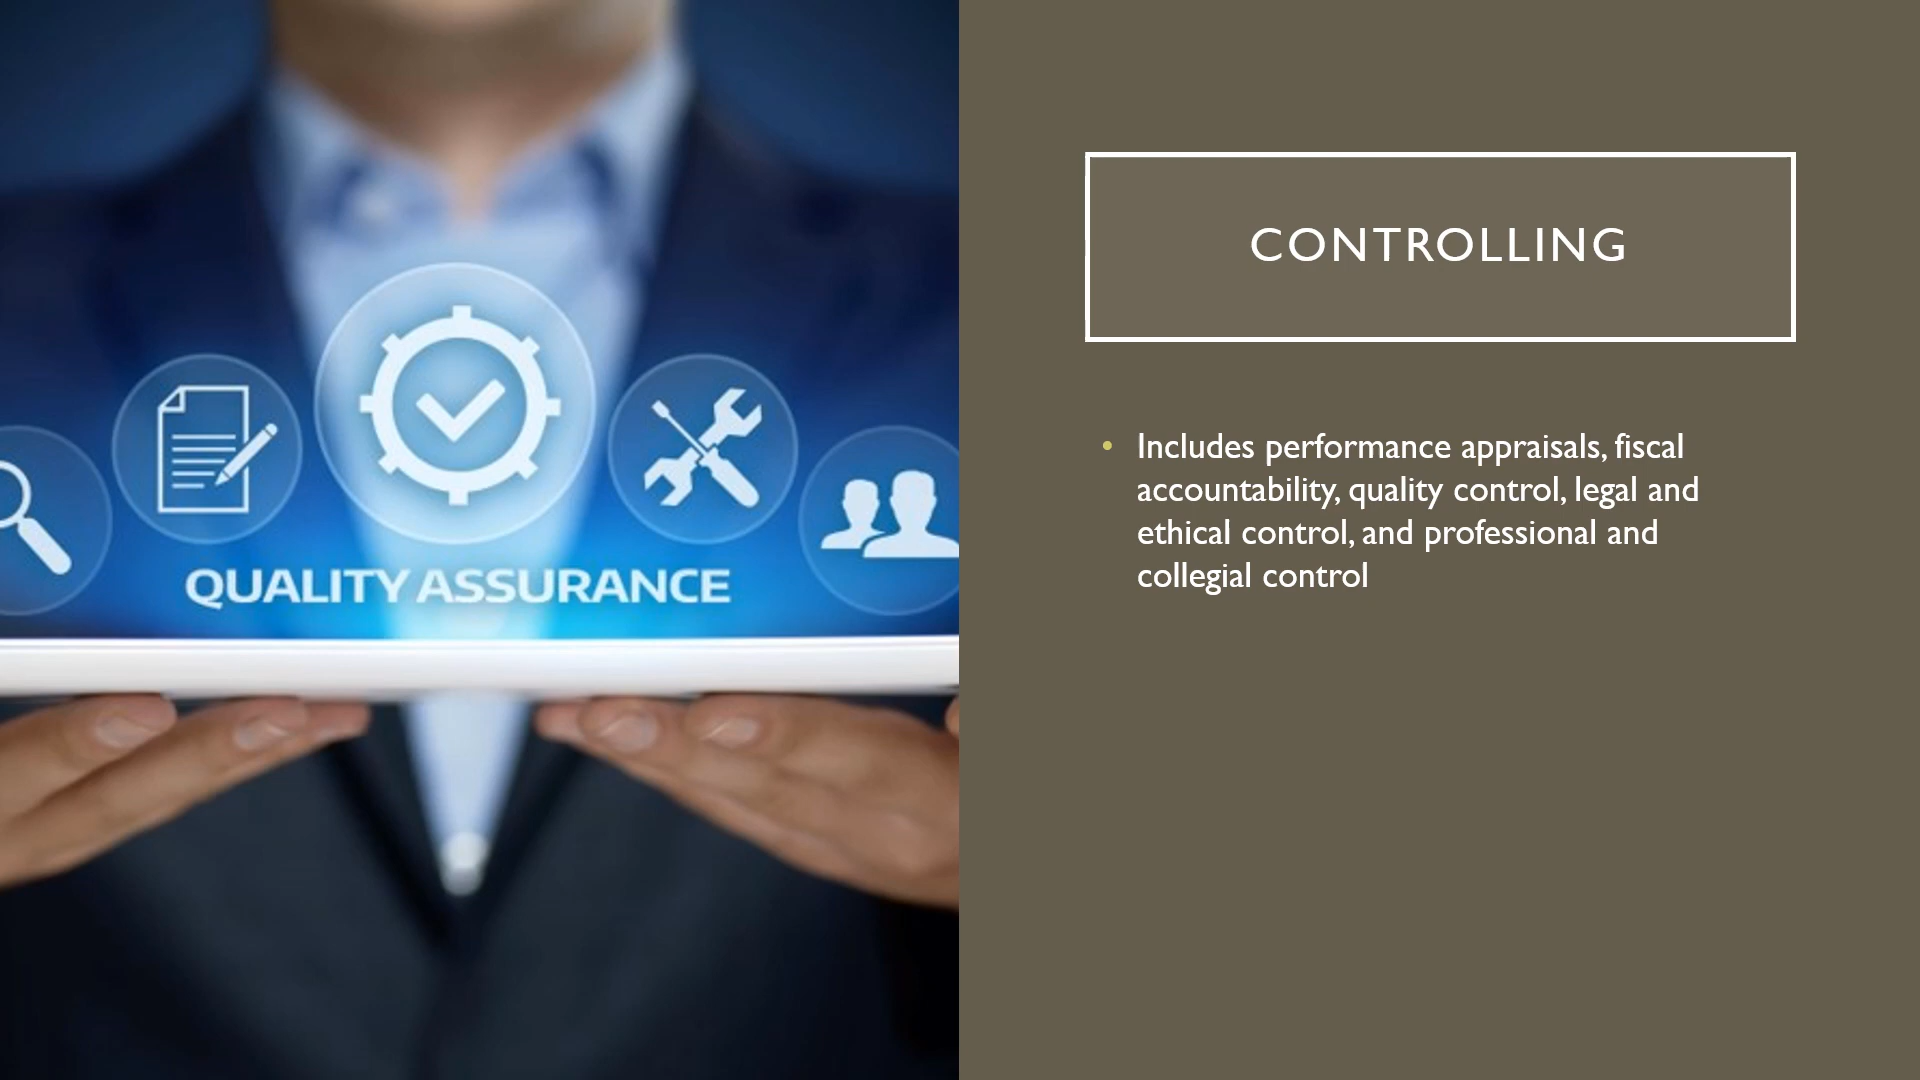 QUALITY ASSURANCE
CONTROLLING
• Includes performance appraisals, fiscal
accountability, quality control, legal and
ethical control, and professional and
collegial control